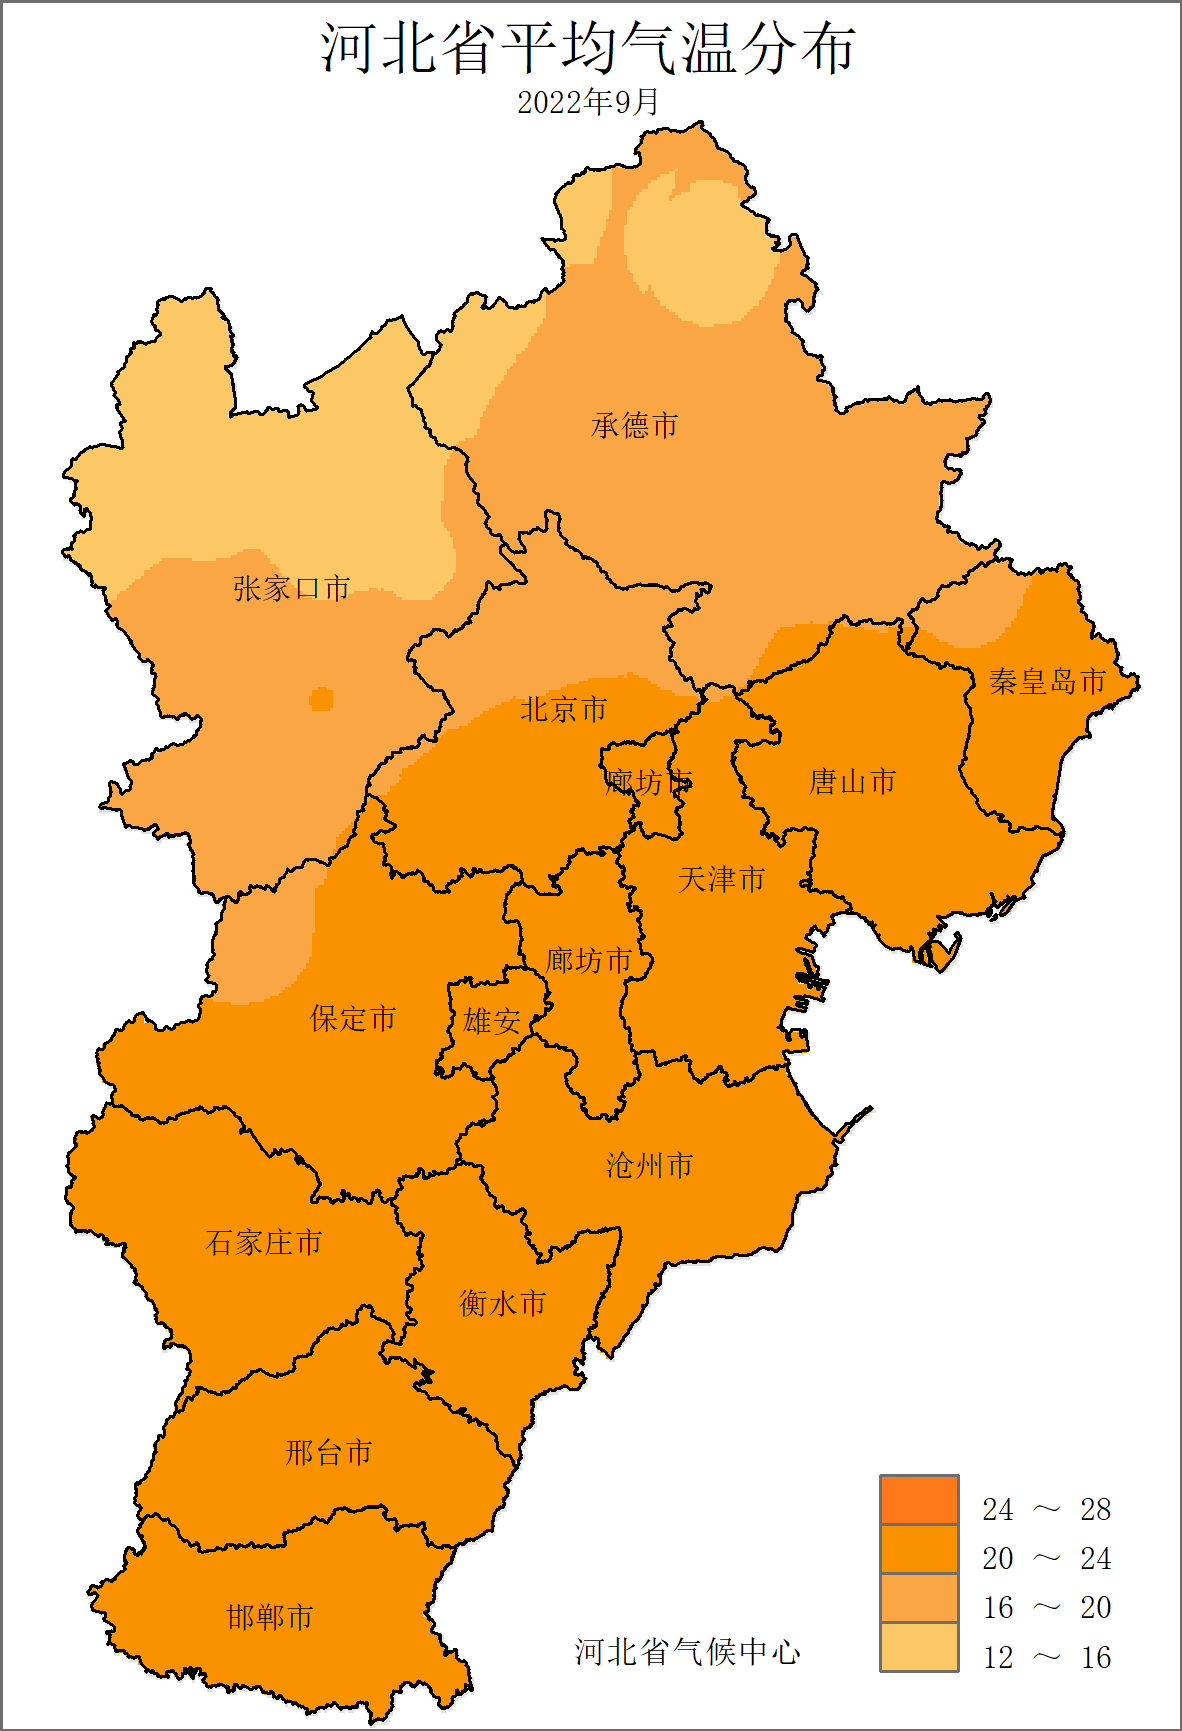 河北省平均气温分布
2022年9月
承德市
张家口市
秦皇岛市
北京市
廊坊市
唐山市
天津市
廊坊市
保定市
雄安
沧州市
石家庄市
衡水市
邢台市
邯郸市
24 ～ 28
20 ～ 24
16 ～ 20
12 ～ 16
河北省气候中心